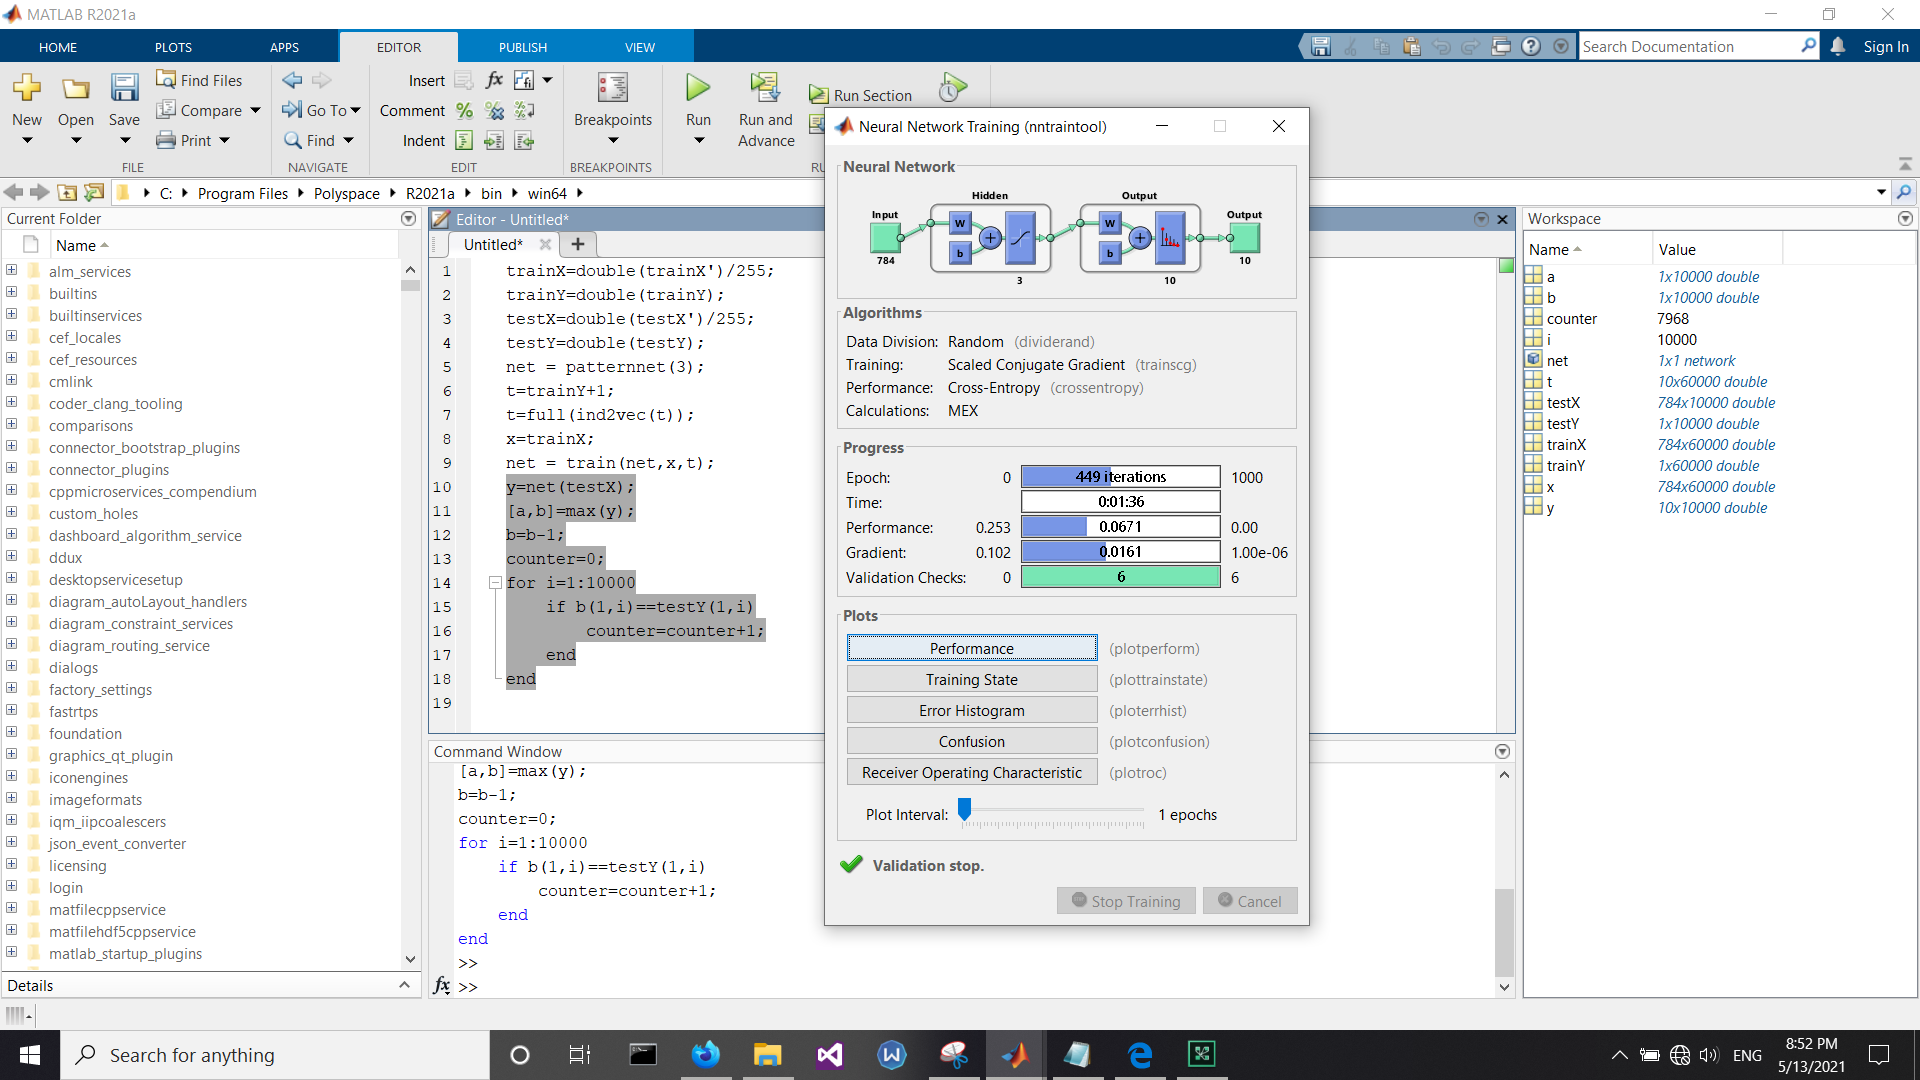 MATLAB R2021a
HOME PLOTS APPS EDITOR PUBLISH VIEW
Search Documentation
Sign In
New Open Save
Find Files
Compare
Print
FILE
Go To
Find
NAVIGATE
Insert
Comment
Indent
EDIT
Breakpoints
BREAKPOINTS
Run
Run and Advance
Run Section
C: Program Files Polyspace R2021a bin win64
Current Folder
Name
alm_services
builtins
builtinservices
cef_locales
cef_resources
cmlink
coder_clang_tooling
comparisons
connector_bootstrap_plugins
connector_plugins
cppmicroservices_compendium
custom_holes
dashboard_algorithm_service
ddux
desktopservicesetup
diagram_autoLayout_handlers
diagram_constraint_services
diagram_routing_service
dialogs
factory_settings
fastrtps
foundation
graphics_qt_plugin
iconengines
imageformats
iqm_iipcoalescers
json_event_converter
licensing
login
matfilecppservice
matfilehdf5cppservice
matlab_startup_plugins
Details
Editor - Untitled*
Untitled*
1 trainX=double(trainX')/255;
2 trainY=double(trainY);
3 testX=double(testX')/255;
4 testY=double(testY);
5 net = patternnet(3);
6 t=trainY+1;
7 t=full(ind2vec(t));
8 x=trainX;
9 net = train(net,x,t);
10 y=net(testX);
11 [a,b]=max(y);
12 b=b-1;
13 counter=0;
14 for i=1:10000
15 if b(1,i)==testY(1,i)
16 counter=counter+1;
17 end
18 end
19
Command Window
[a,b]=max(y);
b=b-1;
counter=0;
for i=1:10000
if b(1,i)==testY(1,i)
counter=counter+1;
end
end
>>
fx >>
Neural Network Training (nntraintool)
Neural Network
Hidden Output
Input Output
W W
b b
784 10
3 10
Algorithms
Data Division: Random (dividerand)
Training: Scaled Conjugate Gradient (trainscg)
Performance: Cross-Entropy (crossentropy)
Calculations: MEX
Progress
Epoch: 0 449 iterations 1000
Time: 0:01:36
Performance: 0.253 0.0671 0.00
Gradient: 0.102 0.0161 1.00e-06
Validation Checks: 0 6 6
Plots
Performance (plotperform)
Training State (plottrainstate)
Error Histogram (ploterrhist)
Confusion (plotconfusion)
Receiver Operating Characteristic (plotroc)
Plot Interval: 1 epochs
Validation stop.
Stop Training Cancel
Workspace
Name Value
a 1x10000 double
b 1x10000 double
counter 7968
i 10000
net 1x1 network
t 10x60000 double
testX 784x10000 double
testY 1x10000 double
trainX 784x60000 double
trainY 1x60000 double
x 784x60000 double
y 10x10000 double
Search for anything
ENG
8:52 PM
5/13/2021